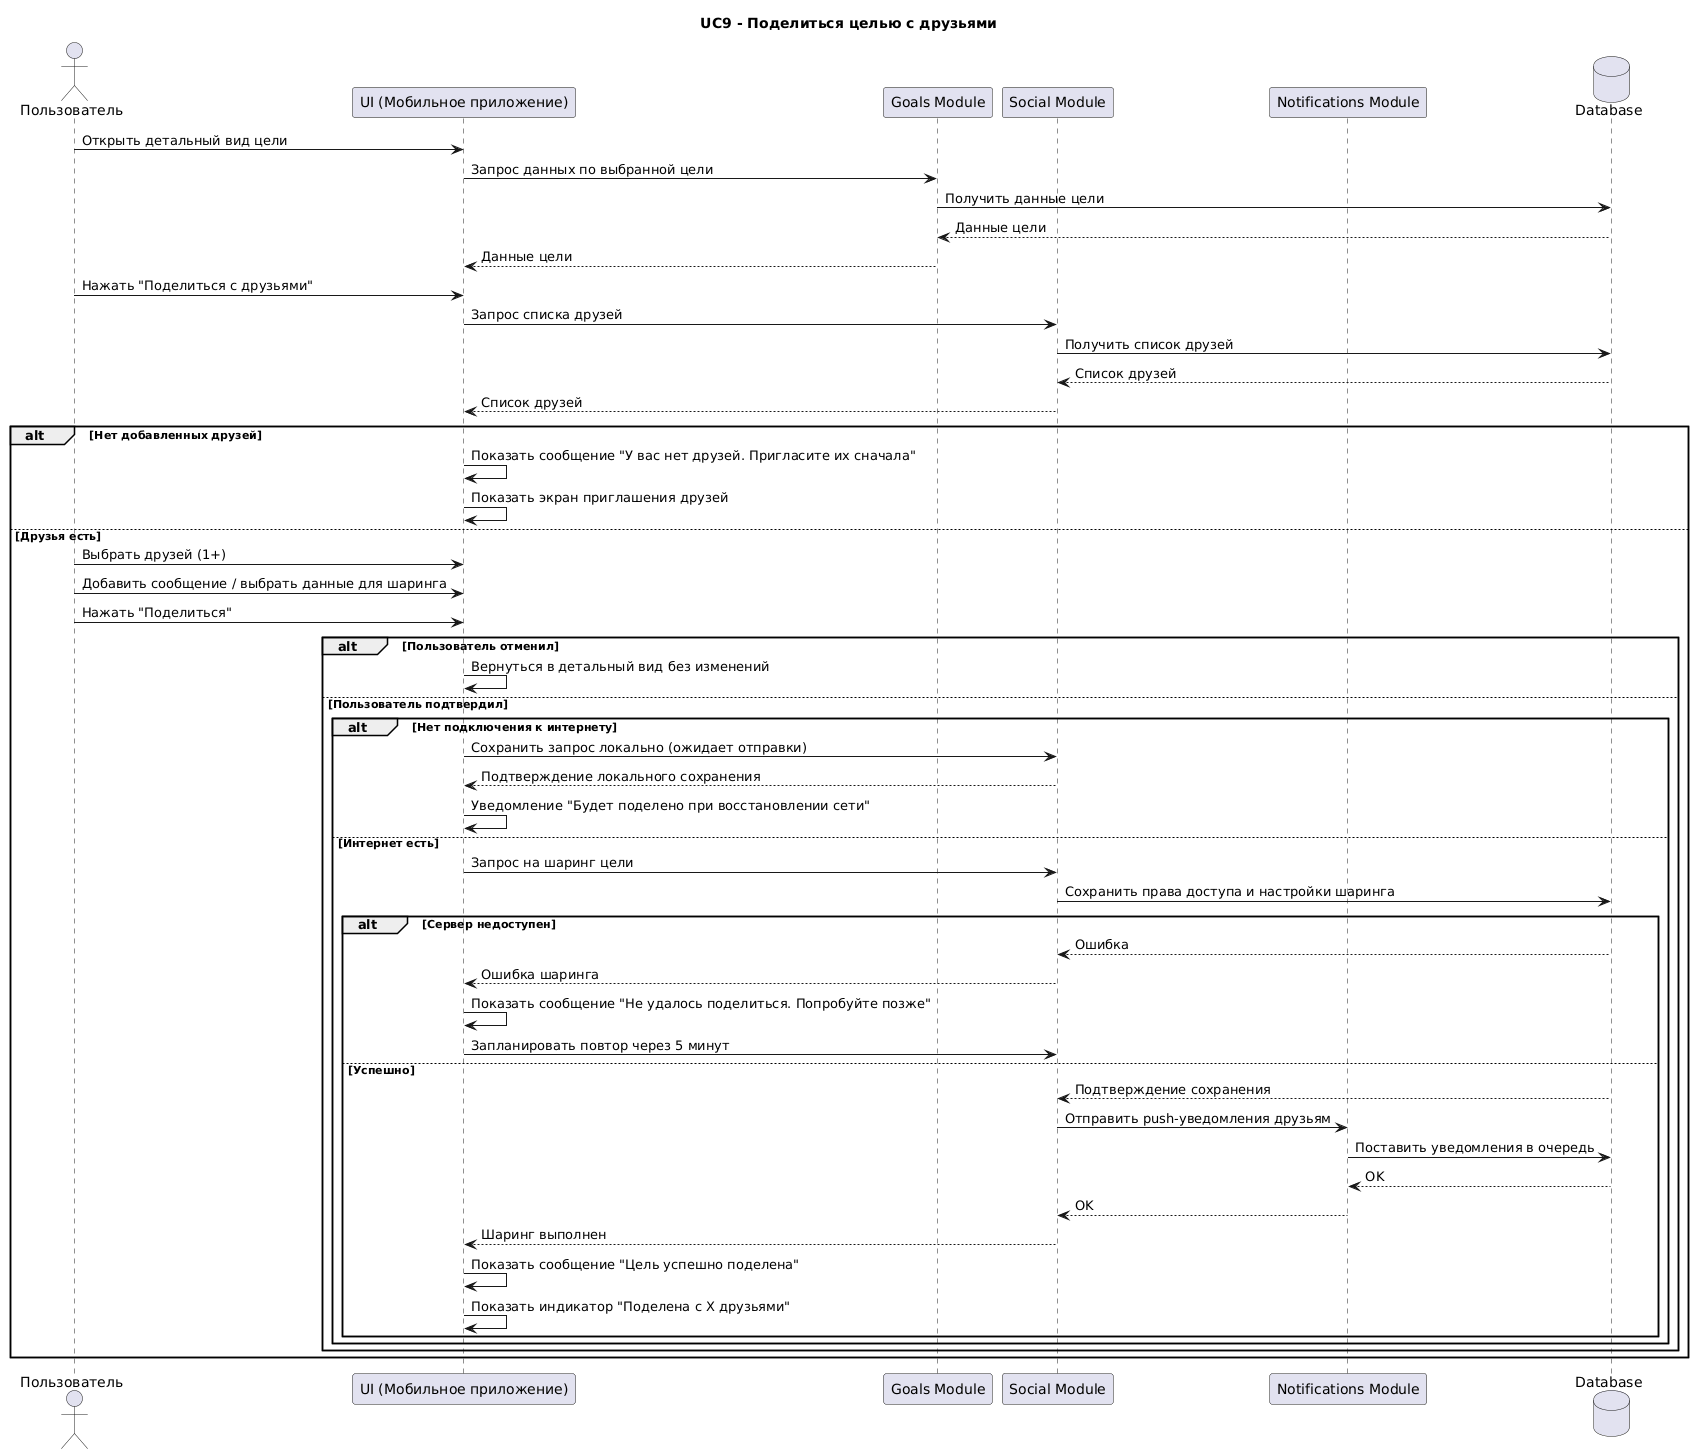 UC9 - Поделиться целью с друзьями
Пользователь
UI (Мобильное приложение)
Goals Module
Social Module
Notifications Module
Database
Открыть детальный вид цели
Запрос данных по выбранной цели
Получить данные цели
Данные цели
Данные цели
Нажать "Поделиться с друзьями"
Запрос списка друзей
Получить список друзей
Список друзей
Список друзей
alt [Нет добавленных друзей]
Показать сообщение "У вас нет друзей. Пригласите их сначала"
Показать экран приглашения друзей
[Друзья есть]
Выбрать друзей (1+)
Добавить сообщение / выбрать данные для шаринга
Нажать "Поделиться"
alt [Пользователь отменил]
Вернуться в детальный вид без изменений
[Пользователь подтвердил]
alt [Нет подключения к интернету]
Сохранить запрос локально (ожидает отправки)
Подтверждение локального сохранения
Уведомление "Будет поделено при восстановлении сети"
[Интернет есть]
Запрос на шаринг цели
Сохранить права доступа и настройки шаринга
alt [Сервер недоступен]
Ошибка
Ошибка шаринга
Показать сообщение "Не удалось поделиться. Попробуйте позже"
Запланировать повтор через 5 минут
[Успешно]
Подтверждение сохранения
Отправить push-уведомления друзьям
Поставить уведомления в очередь
OK
OK
Шаринг выполнен
Показать сообщение "Цель успешно поделена"
Показать индикатор "Поделена с X друзьями"
Пользователь
UI (Мобильное приложение)
Goals Module
Social Module
Notifications Module
Database